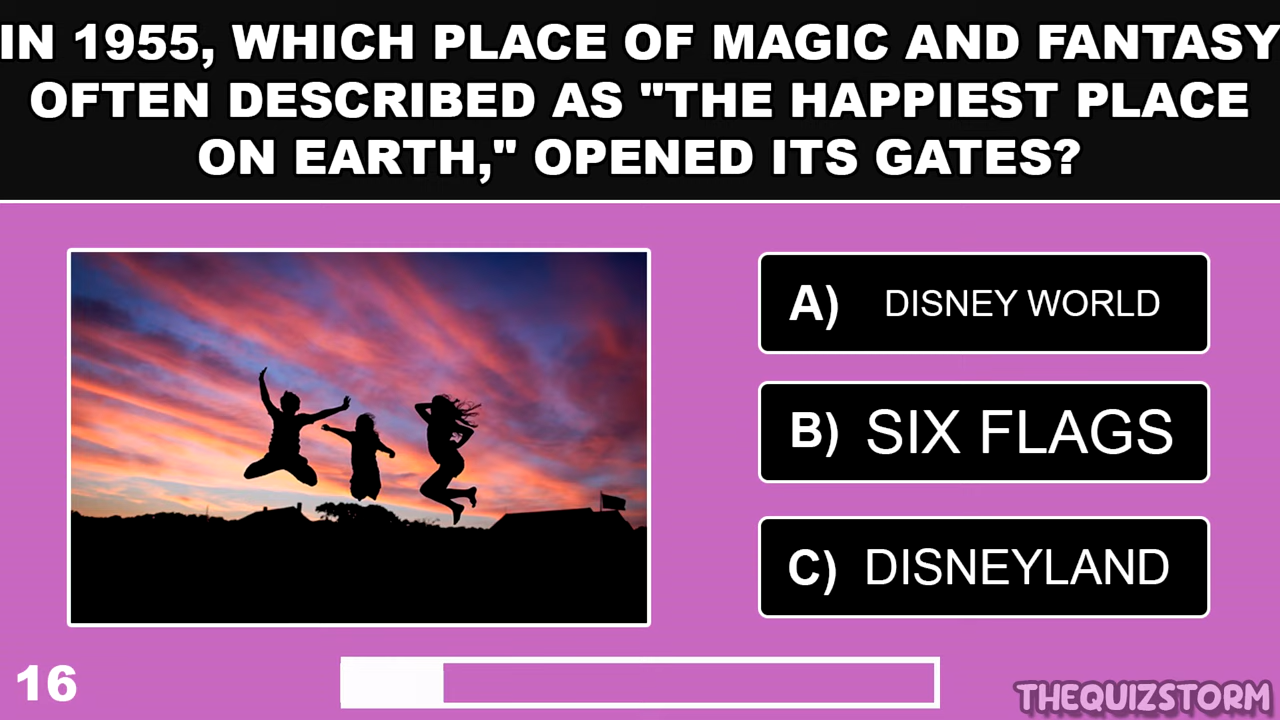 IN 1955, WHICH PLACE OF MAGIC AND FANTASY
OFTEN DESCRIBED AS "THE HAPPIEST PLACE
ON EARTH," OPENED ITS GATES?
A) DISNEY WORLD
B) SIX FLAGS
C) DISNEYLAND
16
THEQUIZSTORM